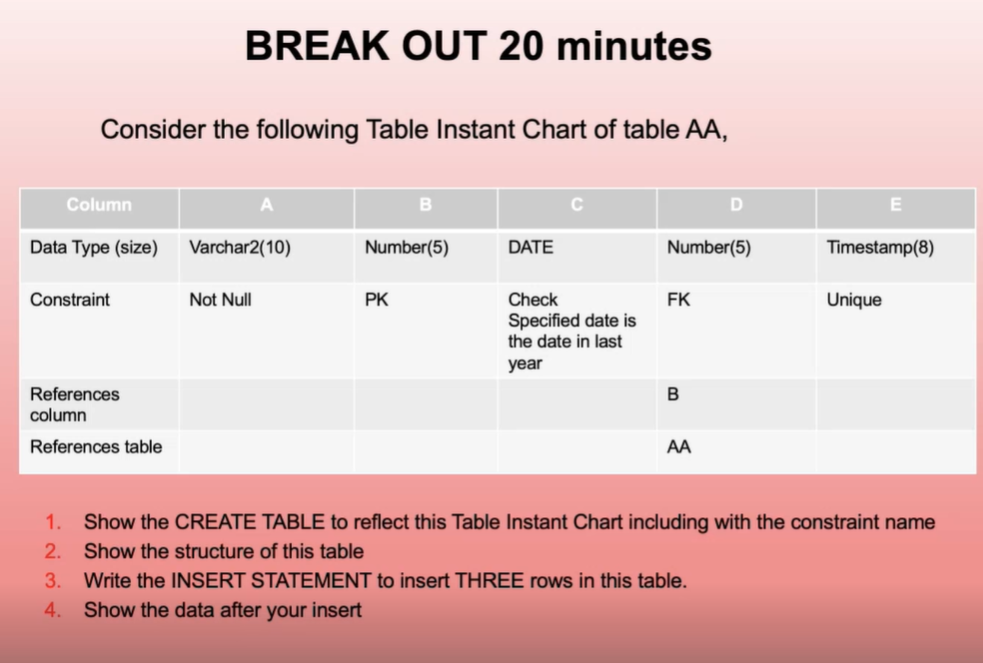 BREAK OUT 20 minutes
Consider the following Table Instant Chart of table AA,
Column A B C D E
Data Type (size) Varchar2(10) Number(5) DATE Number(5) Timestamp(8)
Constraint Not Null PK Check FK Unique
Specified date is
the date in last
year
References B
column
References table AA
1. Show the CREATE TABLE to reflect this Table Instant Chart including with the constraint name
2. Show the structure of this table
3. Write the INSERT STATEMENT to insert THREE rows in this table.
4. Show the data after your insert